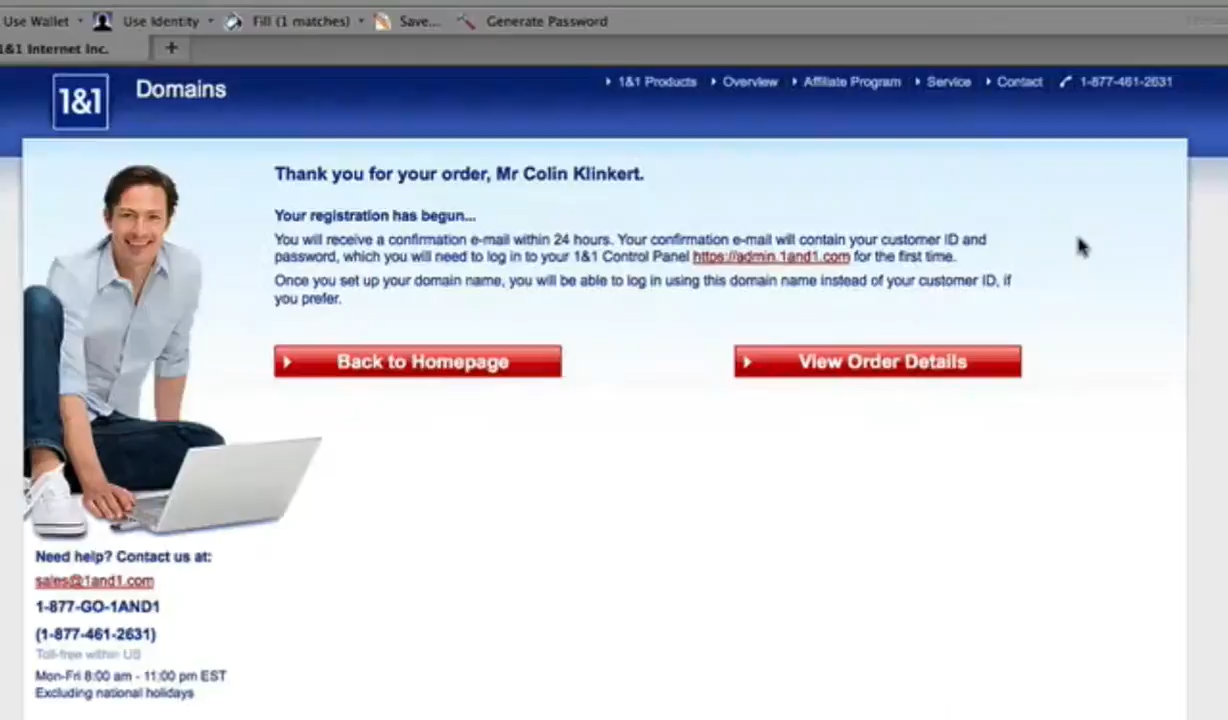 Use Wallet Use Identity Fill (1 matches) Save... Generate Password
1&1 Internet Inc. +
1&1 Domains
1&1 Products Overview Affiliate Program Service Contact 1-877-461-2631
Thank you for your order, Mr Colin Klinkert.
Your registration has begun...
You will receive a confirmation e-mail within 24 hours. Your confirmation e-mail will contain your customer ID and
password, which you will need to log in to your 1&1 Control Panel https://admin.1and1.com for the first time.
Once you set up your domain name, you will be able to log in using this domain name instead of your customer ID, if
you prefer.
Back to Homepage View Order Details
Need help? Contact us at:
sales@1and1.com
1-877-GO-1AND1
(1-877-461-2631)
Toll-free within US
Mon-Fri 8:00 am - 11:00 pm EST
Excluding national holidays